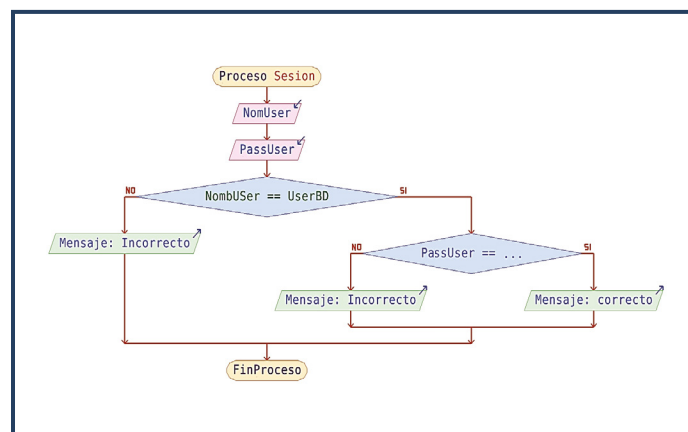 Proceso Sesion
NomUser
PassUser
NO
NombUSer == UserBD
SI
Mensaje: Incorrecto
NO
PassUser == ...
SI
Mensaje: Incorrecto
Mensaje: correcto
FinProceso